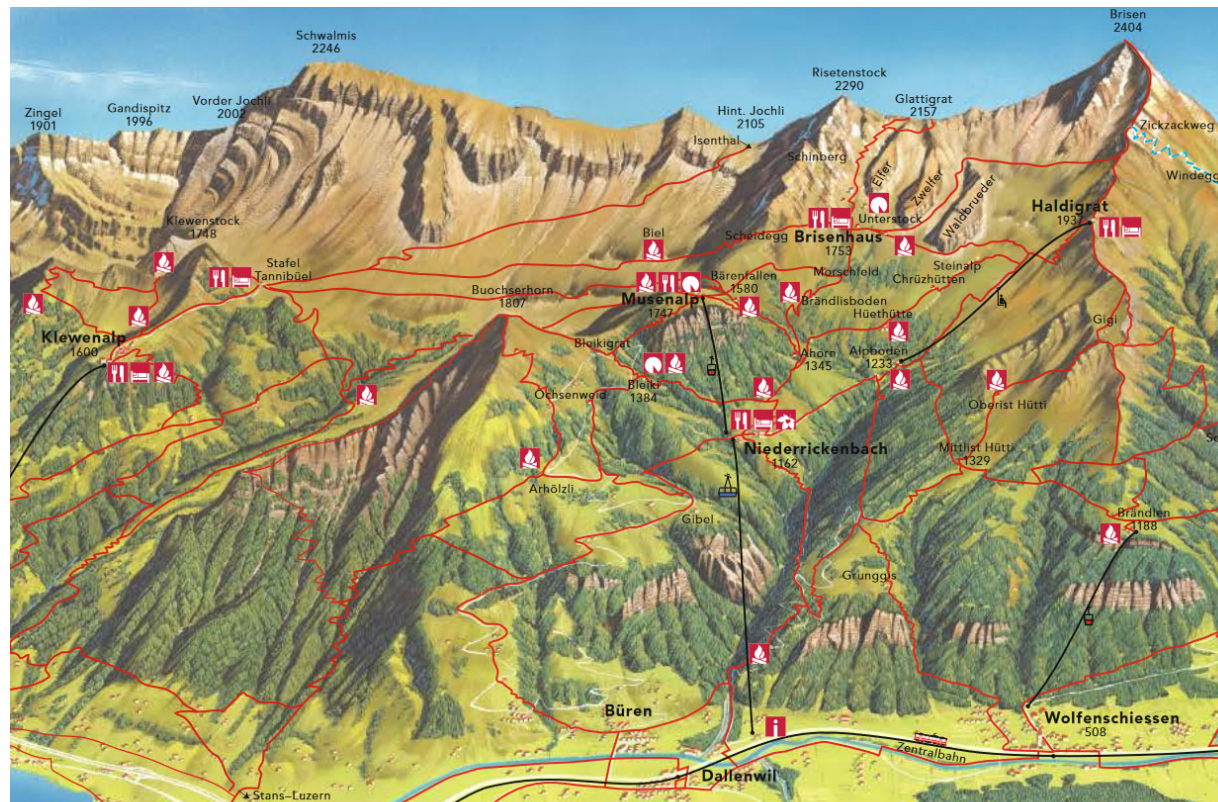 Brisen
2404
Schwalmis
2246
Risetenstock
2290
Zingel
1901
Gandispitz
1996
Vorder Jochli
2002
Hint. Jochli
2105
Glattigrat
2157
Isenthal
Schinberg
Elfer
Zwelfer
Waldbrueder
Zickzackweg
Windegg
Klewenstock
1748
Unterstock
Haldigrat
1937
Biel
Scheidegg
Brisenhaus
1753
Stafel
Tannibüel
Steinalp
Chrüzhütten
Morschfeld
Bärenfallen
1580
Buochserhorn
1807
Musenalp
1747
Brändlisboden
Hüethütte
Gigi
Klewenalp
1600
Bleikigrat
Ahorn
1345
Alpboden
1233
Bleiki
1384
Ochsenweid
Oberist Hütti
Niederrickenbach
1162
Mittlist Hütti
1329
Arhölzli
Gibel
Brändlen
1188
Grunggis
Büren
i
Wolfenschiessen
508
Zentralbahn
Dallenwil
Stans–Luzern